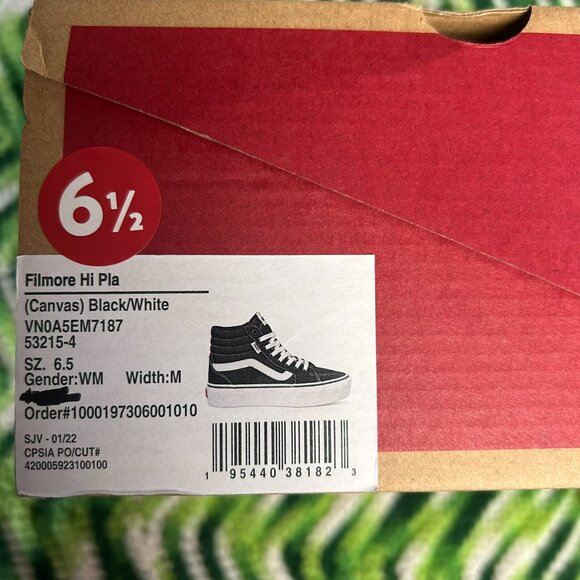 6½
Filmore Hi Pla
(Canvas) Black/White
VN0A5EM7187
53215-4
SZ. 6.5
Gender:WM Width:M
Order#1000197306001010
SJV - 01/22
CPSIA PO/CUT#
420005923100100
1 95440 38182 3